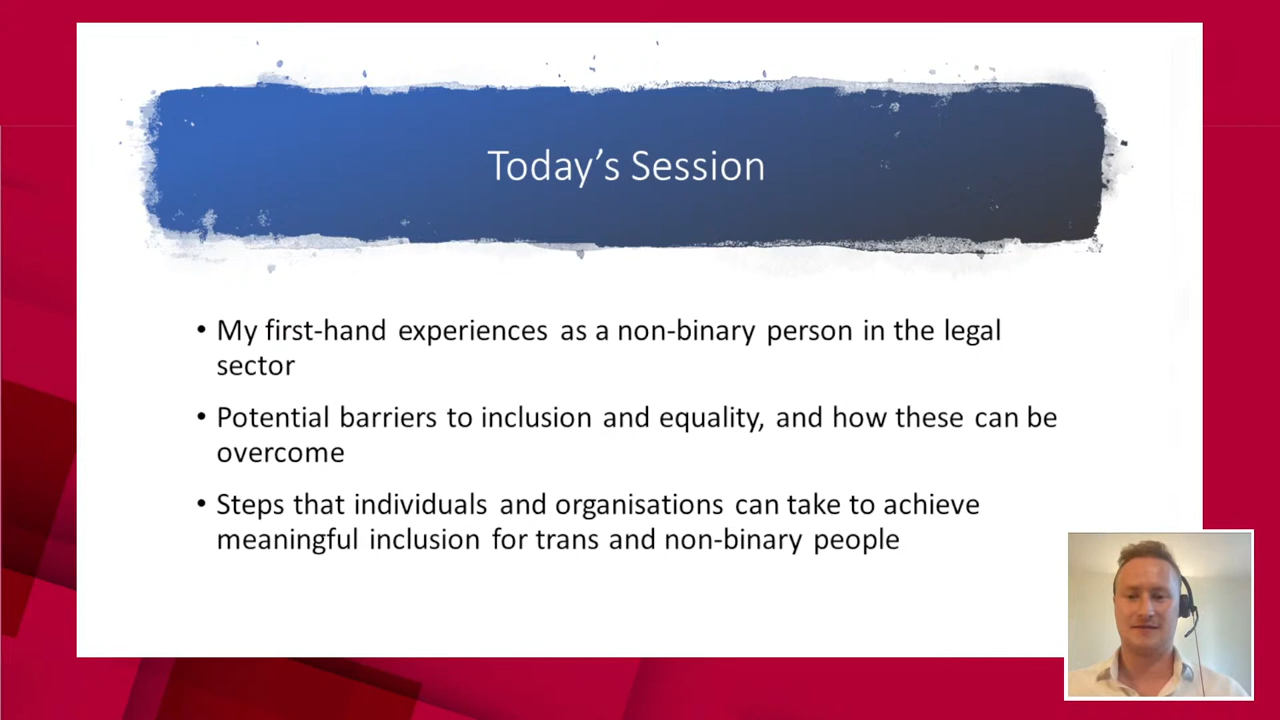 Today’s Session
• My first-hand experiences as a non-binary person in the legal
sector
• Potential barriers to inclusion and equality, and how these can be
overcome
• Steps that individuals and organisations can take to achieve
meaningful inclusion for trans and non-binary people